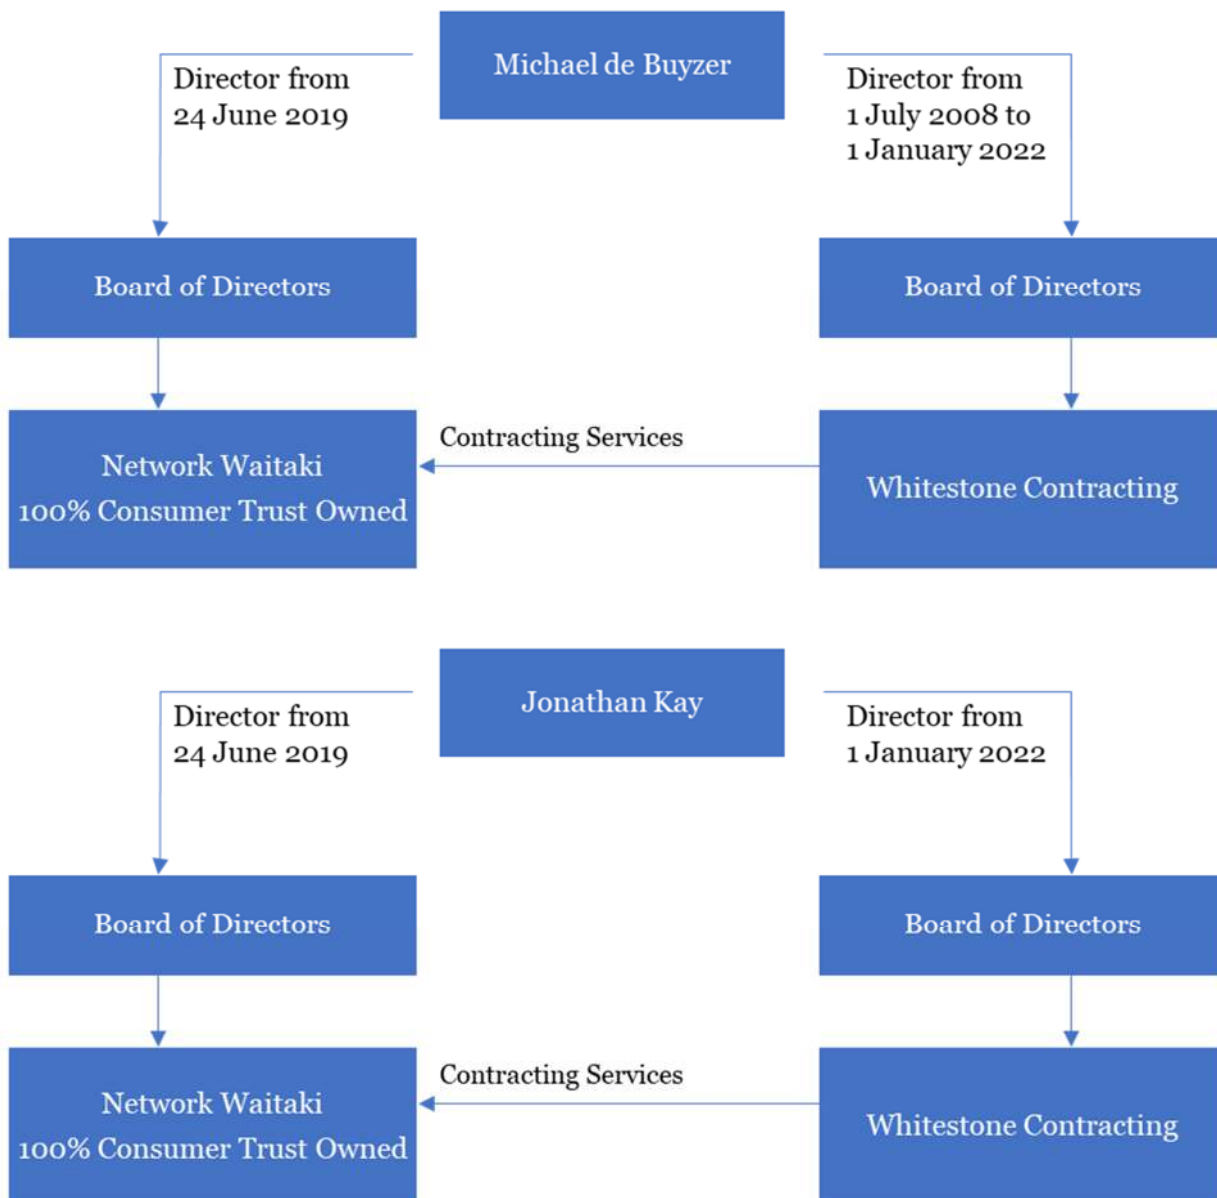 Michael de Buyzer
Director from
24 June 2019
Director from
1 July 2008 to
1 January 2022
Board of Directors
Board of Directors
Network Waitaki
100% Consumer Trust Owned
Contracting Services
Whitestone Contracting
Jonathan Kay
Director from
24 June 2019
Director from
1 January 2022
Board of Directors
Board of Directors
Network Waitaki
100% Consumer Trust Owned
Contracting Services
Whitestone Contracting